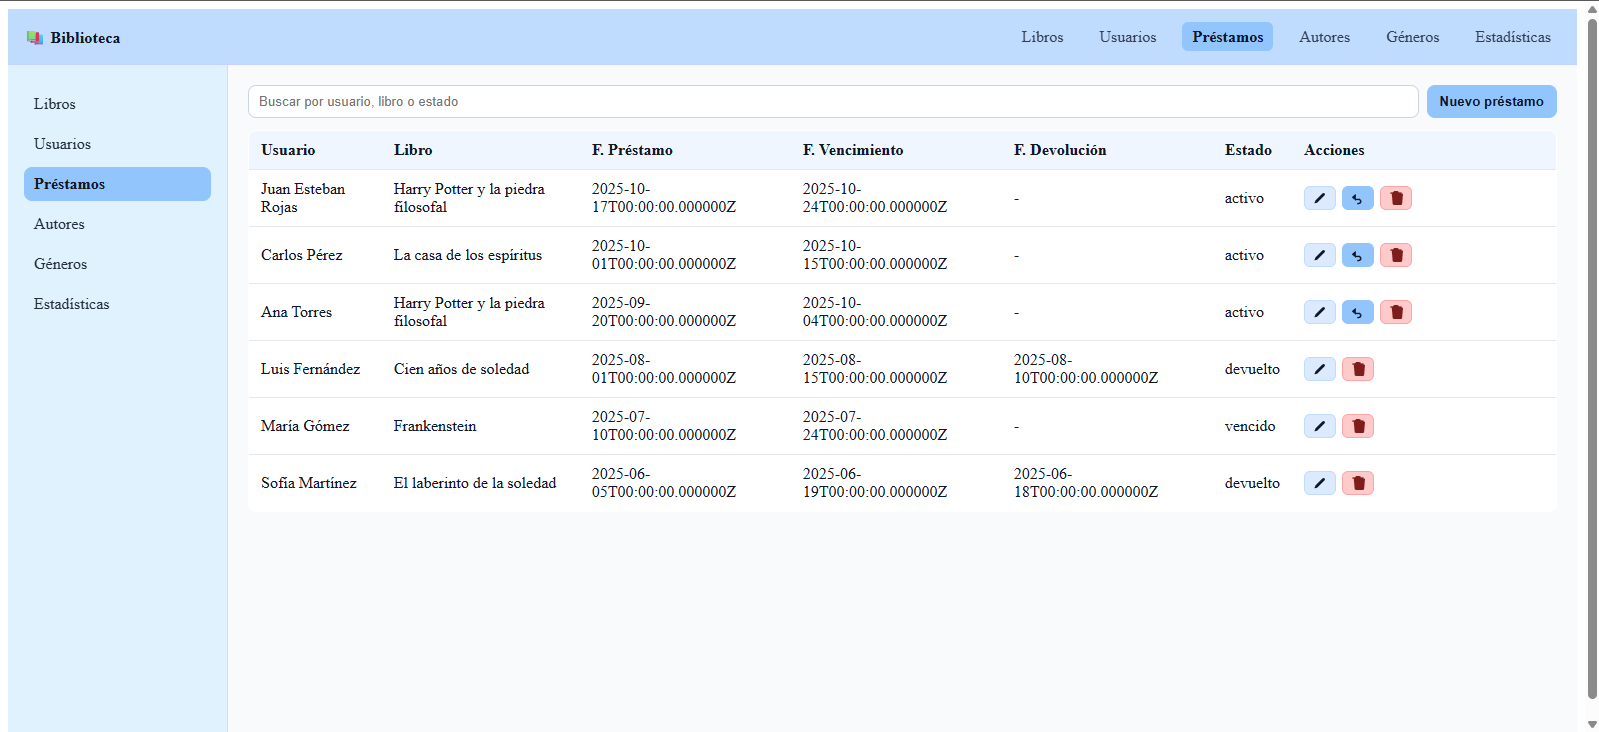 Biblioteca
Libros Usuarios Préstamos Autores Géneros Estadísticas
Libros
Usuarios
Préstamos
Autores
Géneros
Estadísticas
Buscar por usuario, libro o estado
Nuevo préstamo
Usuario Libro F. Préstamo F. Vencimiento F. Devolución Estado Acciones
Juan Esteban
Rojas
Harry Potter y la piedra
filosofal
2025-10-
17T00:00:00.000000Z
2025-10-
24T00:00:00.000000Z
-
activo
Carlos Pérez
La casa de los espíritus
2025-10-
01T00:00:00.000000Z
2025-10-
15T00:00:00.000000Z
-
activo
Ana Torres
Harry Potter y la piedra
filosofal
2025-09-
20T00:00:00.000000Z
2025-10-
04T00:00:00.000000Z
-
activo
Luis Fernández
Cien años de soledad
2025-08-
01T00:00:00.000000Z
2025-08-
15T00:00:00.000000Z
2025-08-
10T00:00:00.000000Z
devuelto
María Gómez
Frankenstein
2025-07-
10T00:00:00.000000Z
2025-07-
24T00:00:00.000000Z
-
vencido
Sofía Martínez
El laberinto de la soledad
2025-06-
05T00:00:00.000000Z
2025-06-
19T00:00:00.000000Z
2025-06-
18T00:00:00.000000Z
devuelto